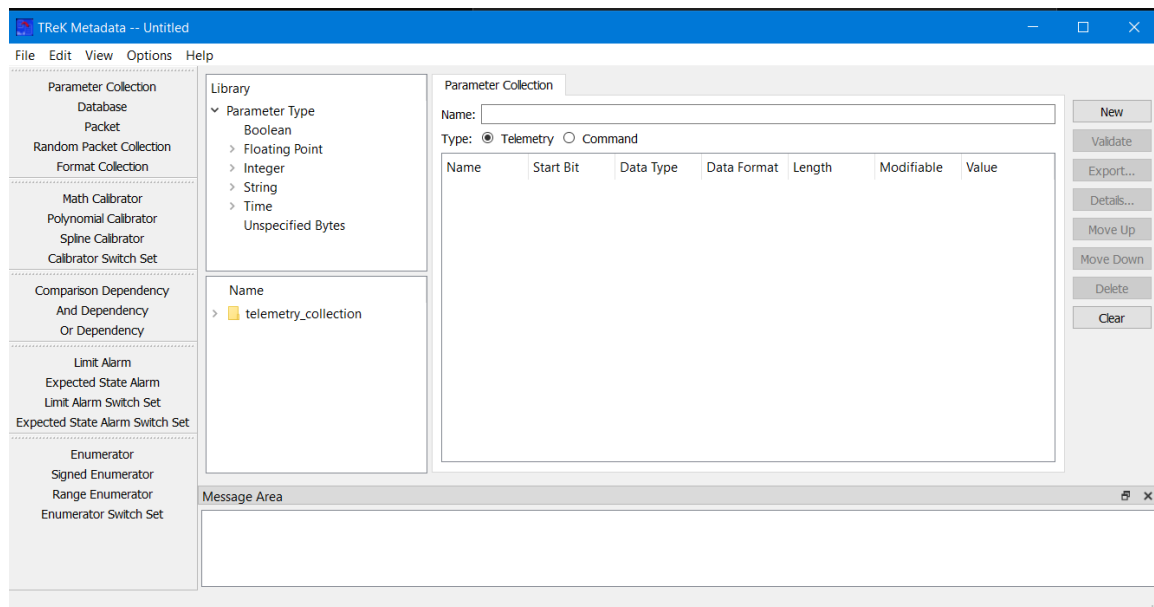 TReK Metadata -- Untitled
File Edit View Options Help
Parameter Collection
Database
Packet
Random Packet Collection
Format Collection
Math Calibrator
Polynomial Calibrator
Spline Calibrator
Calibrator Switch Set
Comparison Dependency
And Dependency
Or Dependency
Limit Alarm
Expected State Alarm
Limit Alarm Switch Set
Expected State Alarm Switch Set
Enumerator
Signed Enumerator
Range Enumerator
Enumerator Switch Set
Library
Parameter Type
Boolean
Floating Point
Integer
String
Time
Unspecified Bytes
Name
telemetry_collection
Parameter Collection
Name:
Type: Telemetry Command
Name Start Bit Data Type Data Format Length Modifiable Value
New
Validate
Export...
Details...
Move Up
Move Down
Delete
Clear
Message Area